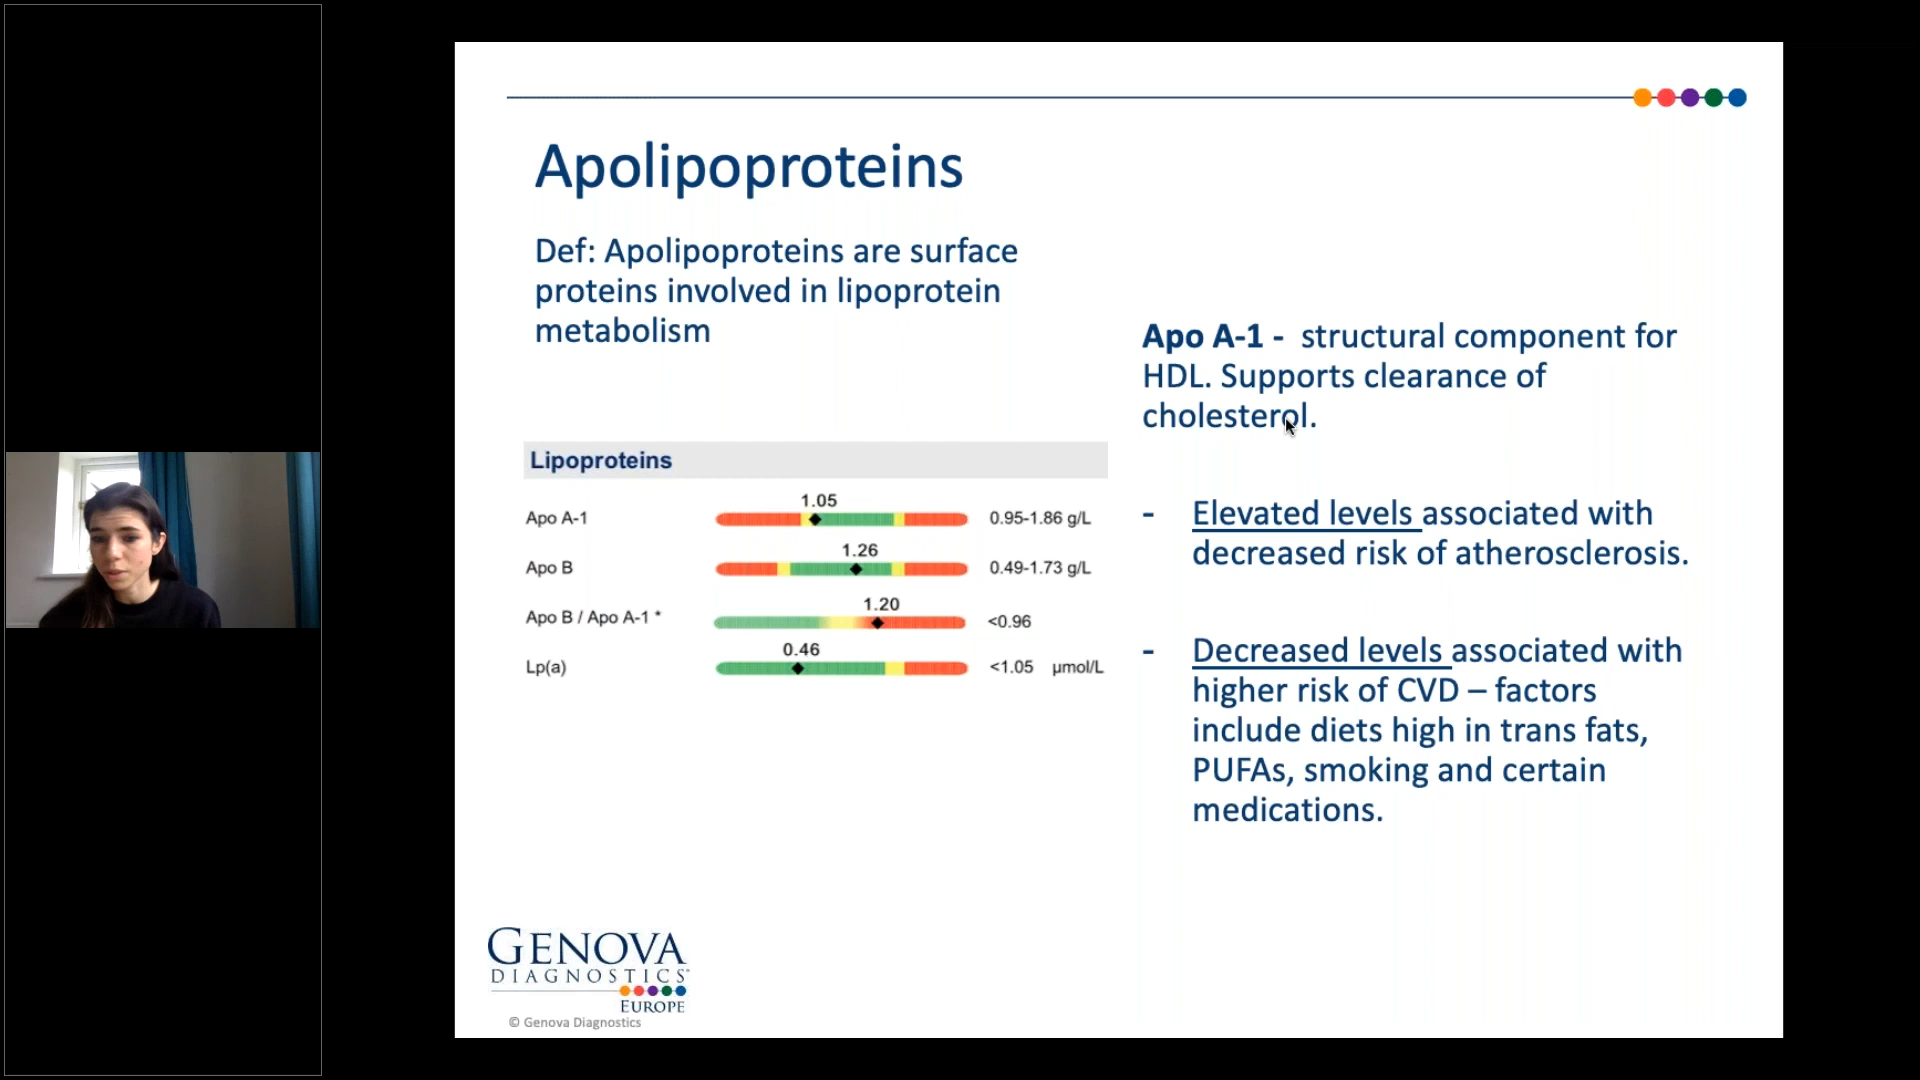 Apolipoproteins
Def: Apolipoproteins are surface
proteins involved in lipoprotein
metabolism
Lipoproteins
Apo A-1 1.05 0.95-1.86 g/L
Apo B 1.26 0.49-1.73 g/L
Apo B / Apo A-1 * 1.20 <0.96
Lp(a) 0.46 <1.05 µmol/L
Apo A-1 - structural component for
HDL. Supports clearance of
cholesterol.
- Elevated levels associated with
decreased risk of atherosclerosis.
- Decreased levels associated with
higher risk of CVD – factors
include diets high in trans fats,
PUFAs, smoking and certain
medications.
GENOVA
DIAGNOSTICS
EUROPE
© Genova Diagnostics